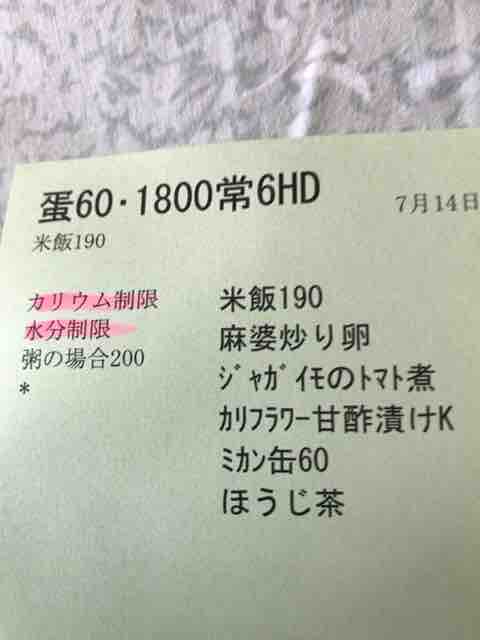 蛋60・1800常6HD
7月14日
米飯190
カリウム制限
水分制限
粥の場合200
*
米飯190
麻婆炒り卵
ｼﾞｬｶﾞｲﾓのﾄﾏﾄ煮
ｶﾘﾌﾗﾜｰ甘酢漬けK
ﾐｶﾝ缶60
ほうじ茶